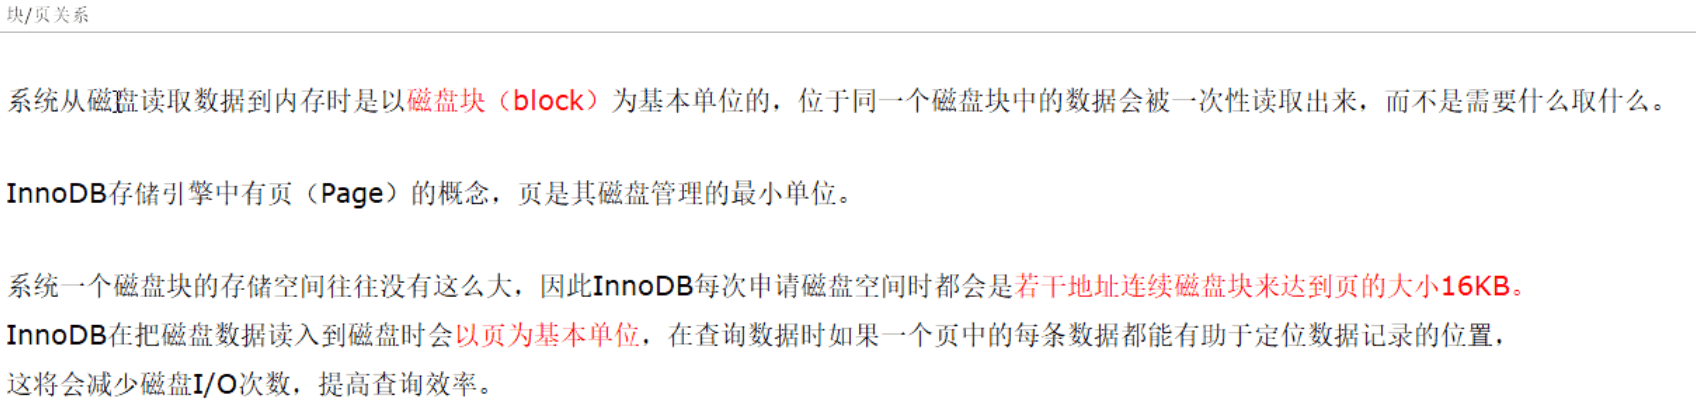 块/页关系
系统从磁盘读取数据到内存时是以磁盘块（block）为基本单位的，位于同一个磁盘块中的数据会被一次性读取出来，而不是需要什么取什么。
InnoDB存储引擎中有页（Page）的概念，页是其磁盘管理的最小单位。
系统一个磁盘块的存储空间往往没有这么大，因此InnoDB每次申请磁盘空间时都会是若干地址连续磁盘块来达到页的大小16KB。
InnoDB在把磁盘数据读入到磁盘时会以页为基本单位，在查询数据时如果一个页中的每条数据都能有助于定位数据记录的位置，
这将会减少磁盘I/O次数，提高查询效率。